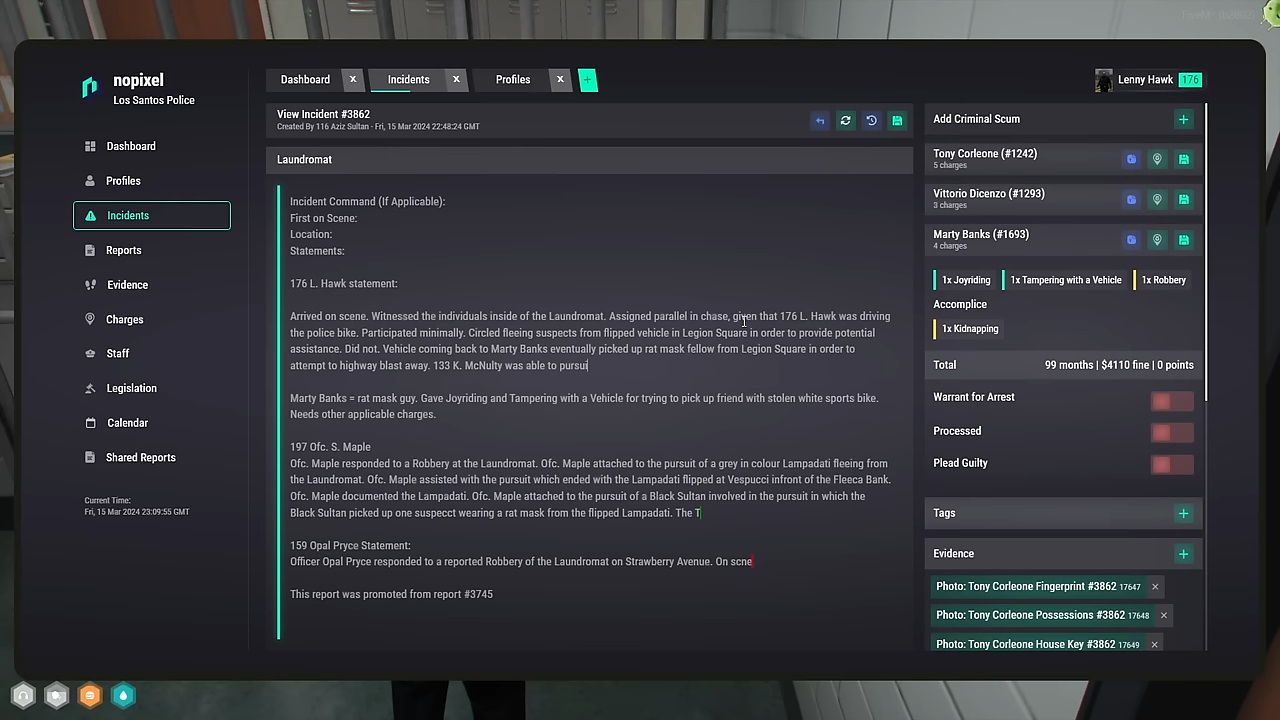 nopixel
Los Santos Police
Dashboard
Profiles
Incidents
Reports
Evidence
Charges
Staff
Legislation
Calendar
Shared Reports
Current Time:
Fri, 15 Mar 2024 23:09:55 GMT
Dashboard x Incidents x Profiles x +
Lenny Hawk 176
View Incident #3862
Created By 116 Aziz Sultan - Fri, 15 Mar 2024 22:48:24 GMT
Laundromat
Incident Command (If Applicable):
First on Scene:
Location:
Statements:
176 L. Hawk statement:
Arrived on scene. Witnessed the individuals inside of the Laundromat. Assigned parallel in chase, given that 176 L. Hawk was driving
the police bike. Participated minimally. Circled fleeing suspects from flipped vehicle in Legion Square in order to provide potential
assistance. Did not. Vehicle coming back to Marty Banks eventually picked up rat mask fellow from Legion Square in order to
attempt to highway blast away. 133 K. McNulty was able to pursui
Marty Banks = rat mask guy. Gave Joyriding and Tampering with a Vehicle for trying to pick up friend with stolen white sports bike.
Needs other applicable charges.
197 Ofc. S. Maple
Ofc. Maple responded to a Robbery at the Laundromat. Ofc. Maple attached to the pursuit of a grey in colour Lampadati fleeing from
the Laundromat. Ofc. Maple assisted with the pursuit which ended with the Lampadati flipped at Vespucci infront of the Fleeca Bank.
Ofc. Maple documented the Lampadati. Ofc. Maple attached to the pursuit of a Black Sultan involved in the pursuit in which the
Black Sultan picked up one suspecct wearing a rat mask from the flipped Lampadati. The T
159 Opal Pryce Statement:
Officer Opal Pryce responded to a reported Robbery of the Laundromat on Strawberry Avenue. On scne
This report was promoted from report #3745
Add Criminal Scum +
Tony Corleone (#1242)
5 charges
Vittorio Dicenzo (#1293)
3 charges
Marty Banks (#1693)
4 charges
1x Joyriding 1x Tampering with a Vehicle 1x Robbery
Accomplice
1x Kidnapping
Total 99 months | $4110 fine | 0 points
Warrant for Arrest
Processed
Plead Guilty
Tags +
Evidence +
Photo: Tony Corleone Fingerprint #3862 17647 x
Photo: Tony Corleone Possessions #3862 17648 x
Photo: Tony Corleone House Key #3862 17649 x